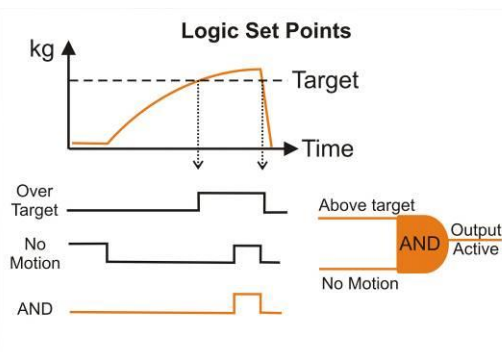 Logic Set Points
kg
Target
Time
Over
Target
No
Motion
AND
Above target
AND
Output
Active
No Motion